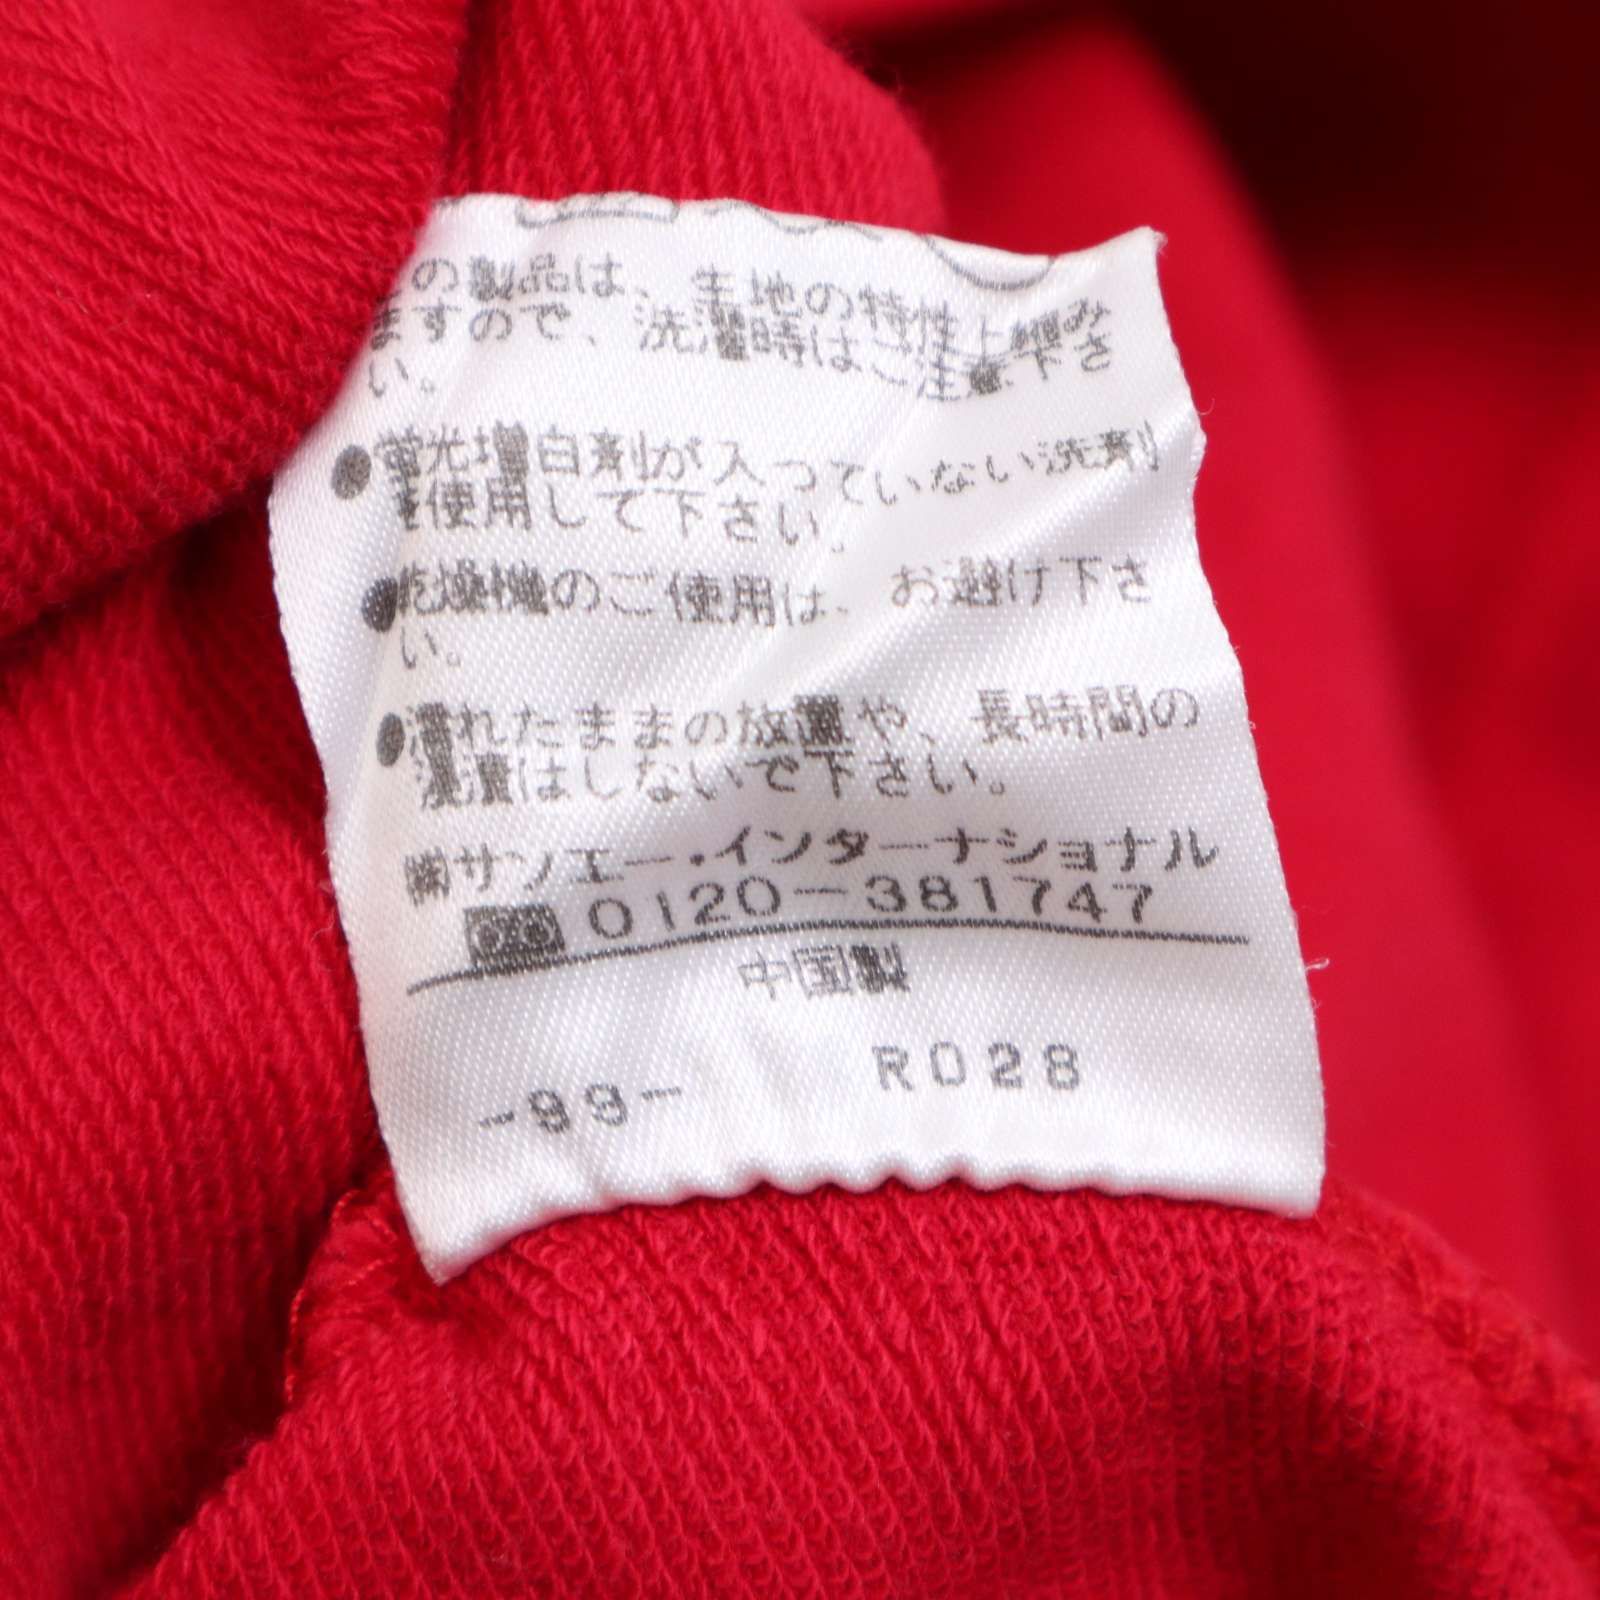 の製品は、生地の特性上縮み
ますので、洗濯時はご注意下さ
い。
●蛍光増白剤が入っていない洗剤
を使用して下さい。
●乾燥機のご使用は、お避け下さ
い。
●濡れたままの放置や、長時間の
浸漬はしないで下さい。
㈱サンエー・インターナショナル
0120-381747
中国製
R028
-99-